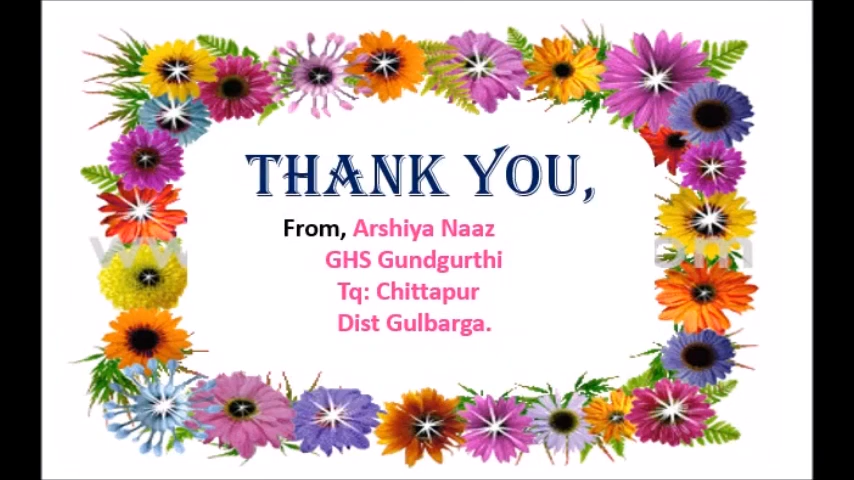 THANK YOU,
From, Arshiya Naaz
GHS Gundgurthi
Tq: Chittapur
Dist Gulbarga.